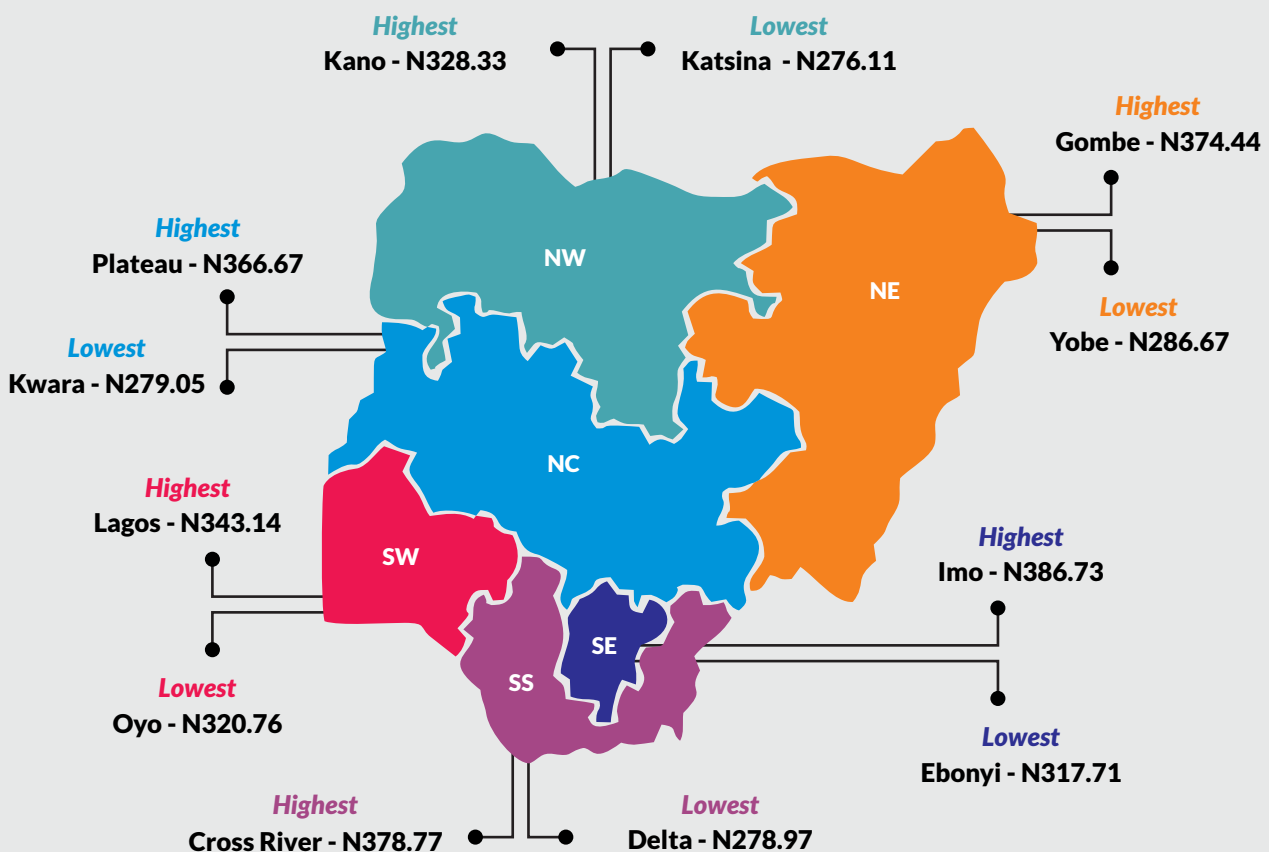 Highest
Kano - N328.33
Lowest
Katsina - N276.11
Highest
Gombe - N374.44
Lowest
Yobe - N286.67
Highest
Plateau - N366.67
Lowest
Kwara - N279.05
NW
NE
NC
Highest
Lagos - N343.14
Lowest
Oyo - N320.76
SW
SS
SE
Highest
Imo - N386.73
Lowest
Ebonyi - N317.71
Highest
Cross River - N378.77
Lowest
Delta - N278.97